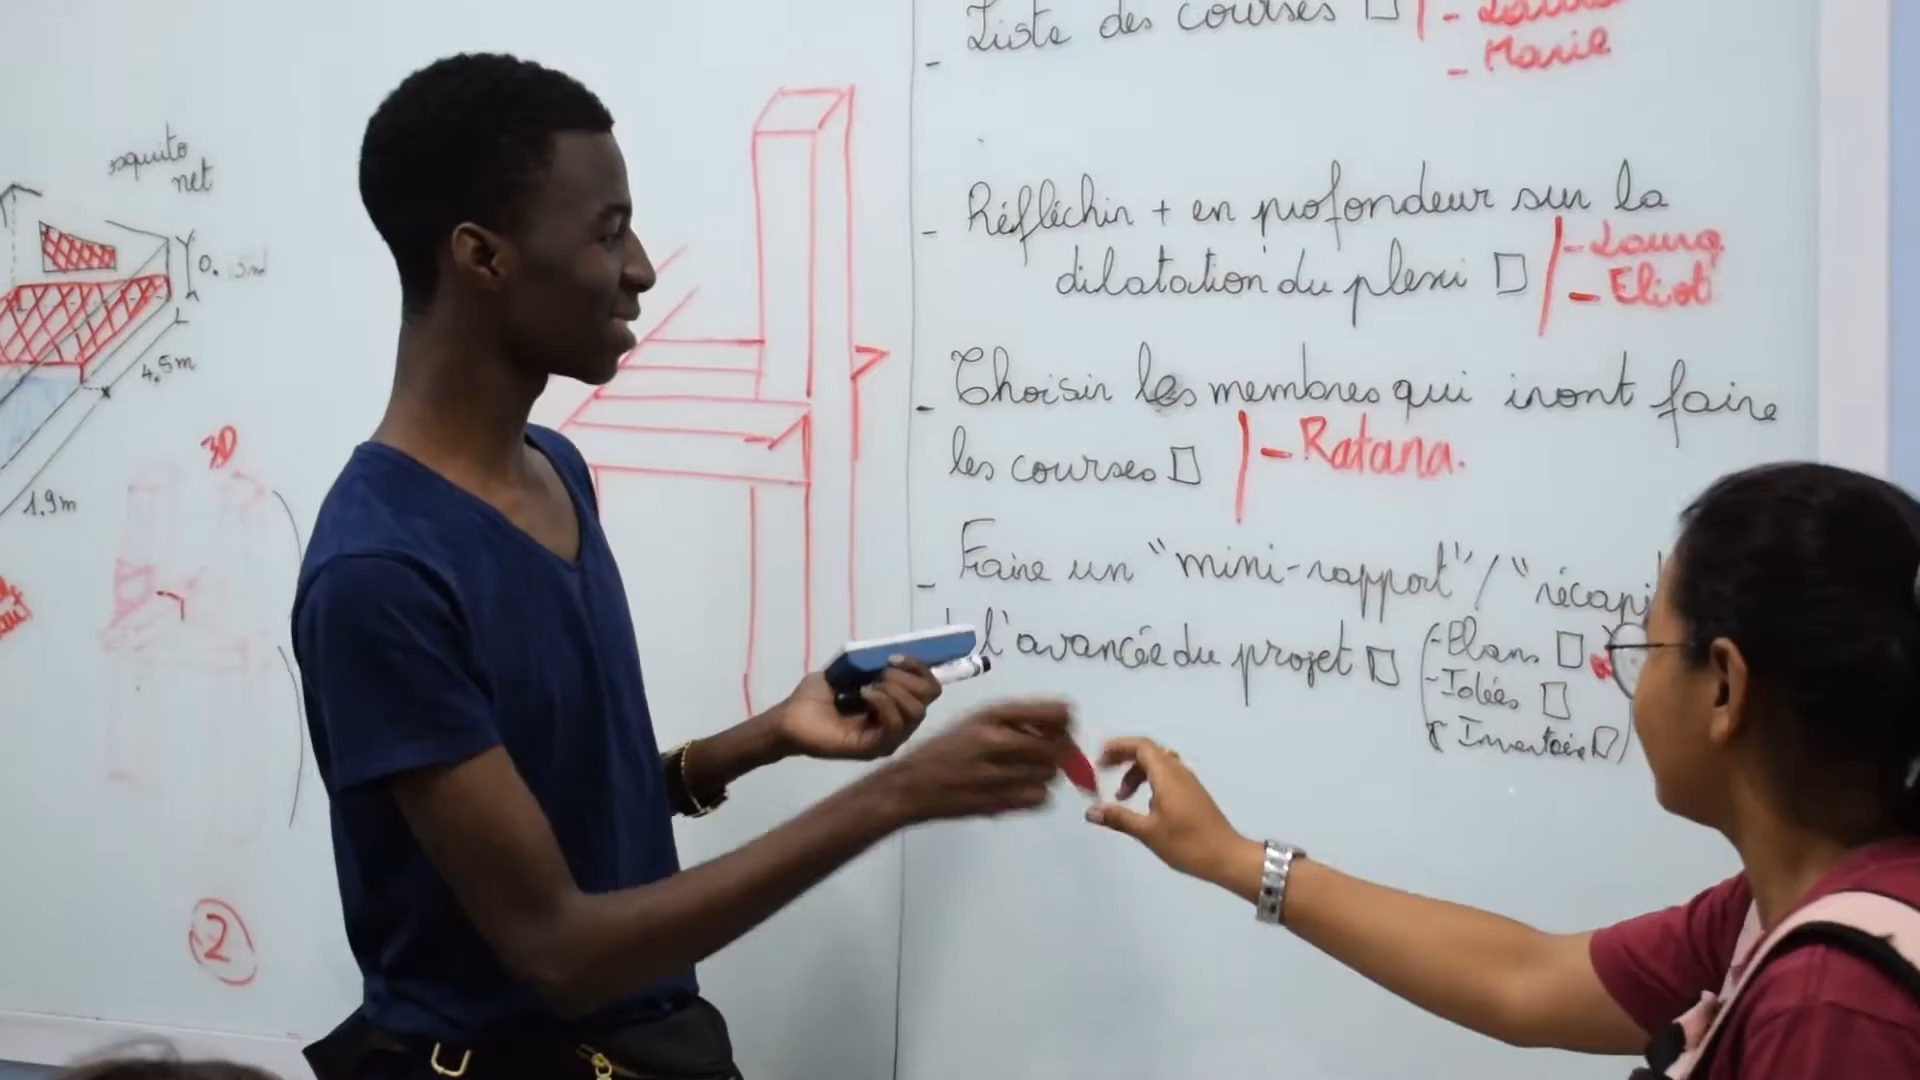 net
0.5m
4.5m
1.9m
3D
2
- Liste des courses
- Marie
- Réfléchir + en profondeur sur la
dilatation du plexi
- Laura
- Eliot
- Choisir les membres qui iront faire
les courses
- Ratana.
- Faire un "mini-rapport" / "récapi
l'avancée du projet
- Plans
- Idées
Inventaire